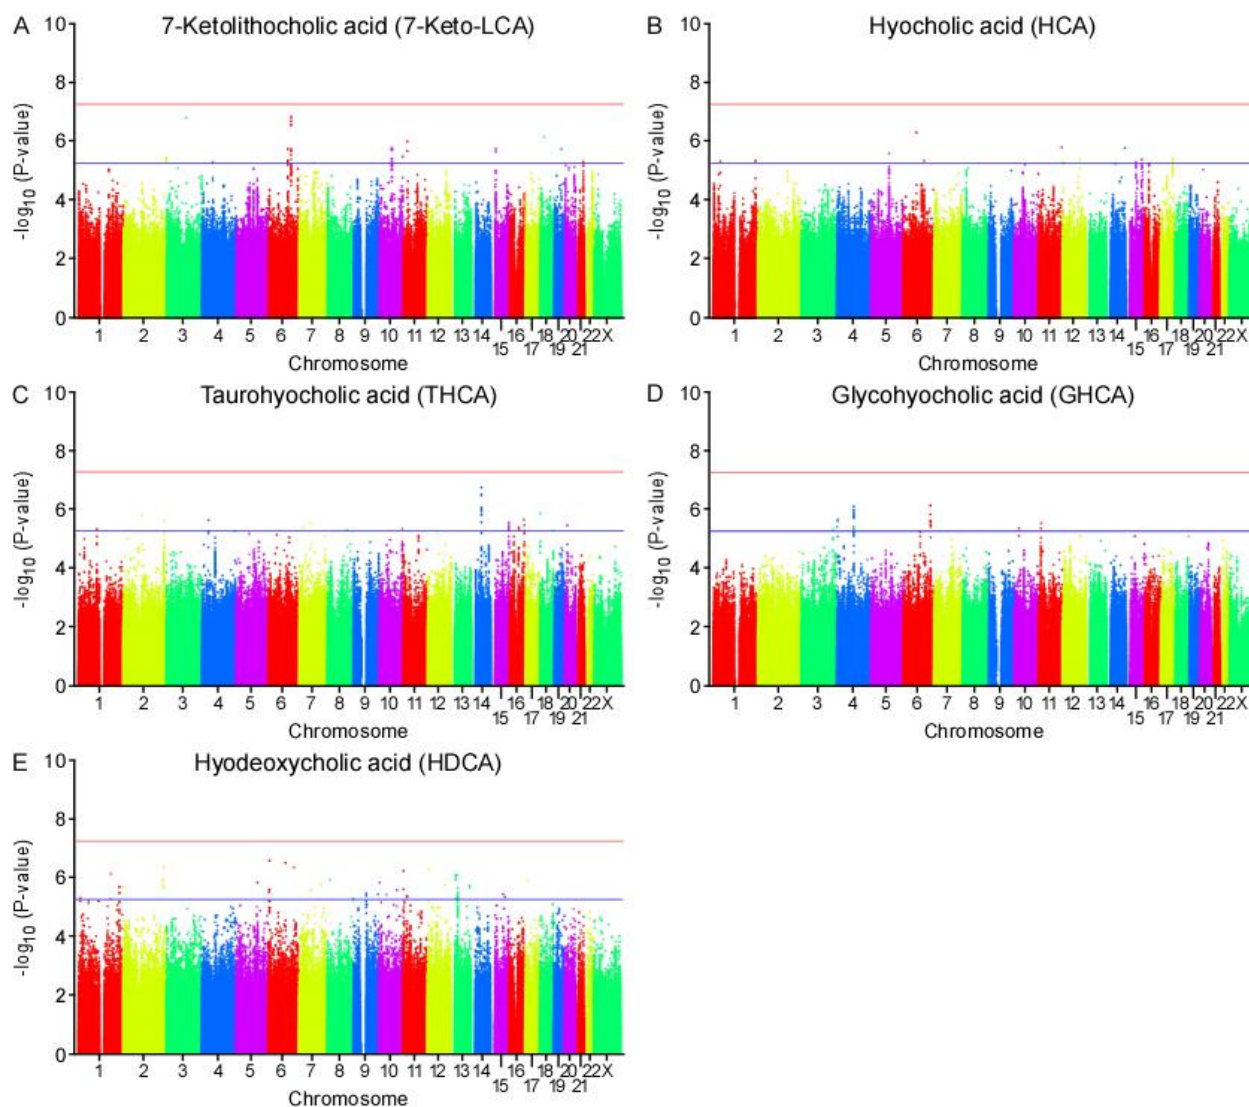 A 7-Ketolithocholic acid (7-Keto-LCA)
10
8
6
4
2
0
-log10 (P-value)
1 2 3 4 5 6 7 8 9 10 11 12 13 14 16 18 20 22X
15 17 19 21
Chromosome
B Hyocholic acid (HCA)
10
8
6
4
2
0
-log10 (P-value)
1 2 3 4 5 6 7 8 9 10 11 12 13 14 16 18 20 22X
15 17 19 21
Chromosome
C Taurohyocholic acid (THCA)
10
8
6
4
2
0
-log10 (P-value)
1 2 3 4 5 6 7 8 9 10 11 12 13 14 16 18 20 22X
15 17 19 21
Chromosome
D Glycohyocholic acid (GHCA)
10
8
6
4
2
0
-log10 (P-value)
1 2 3 4 5 6 7 8 9 10 11 12 13 14 16 18 20 22X
15 17 19 21
Chromosome
E Hyodeoxycholic acid (HDCA)
10
8
6
4
2
0
-log10 (P-value)
1 2 3 4 5 6 7 8 9 10 11 12 13 14 16 18 20 22X
15 17 19 21
Chromosome